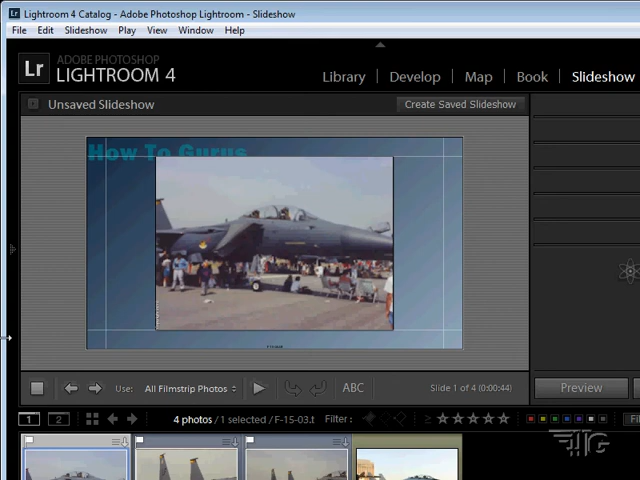 Lightroom 4 Catalog - Adobe Photoshop Lightroom - Slideshow
File Edit Slideshow Play View Window Help
Lr ADOBE PHOTOSHOP
LIGHTROOM 4
Library | Develop | Map | Book | Slideshow
Unsaved Slideshow Create Saved Slideshow
How To Gurus
Use: All Filmstrip Photos ABC Slide 1 of 4 (0:00:44) Preview
1 2 4 photos / 1 selected / F-15-03.t Filter :